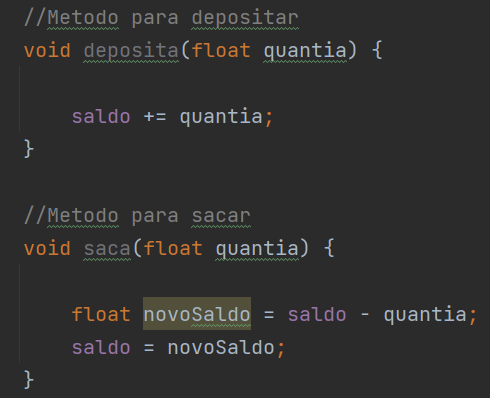 //Metodo para depositar
void deposita(float quantia) {
saldo += quantia;
}
//Metodo para sacar
void saca(float quantia) {
float novoSaldo = saldo - quantia;
saldo = novoSaldo;
}